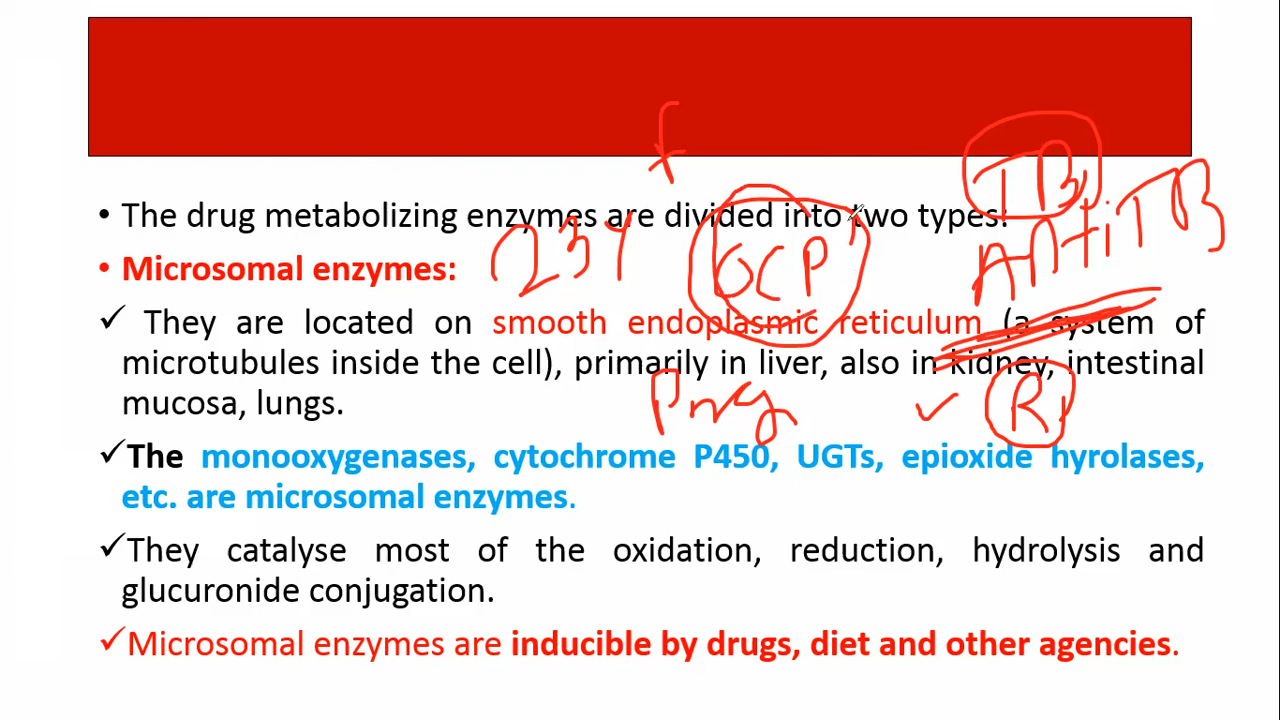 TB
• The drug metabolizing enzymes are divided into two types:
AntiTB
• Microsomal enzymes:
23Y
OCP
✓ They are located on smooth endoplasmic reticulum (a system of
microtubules inside the cell), primarily in liver, also in kidney, intestinal
mucosa, lungs.
Preg
✓ R
✓The monooxygenases, cytochrome P450, UGTs, epioxide hyrolases,
etc. are microsomal enzymes.
✓They catalyse most of the oxidation, reduction, hydrolysis and
glucuronide conjugation.
✓Microsomal enzymes are inducible by drugs, diet and other agencies.